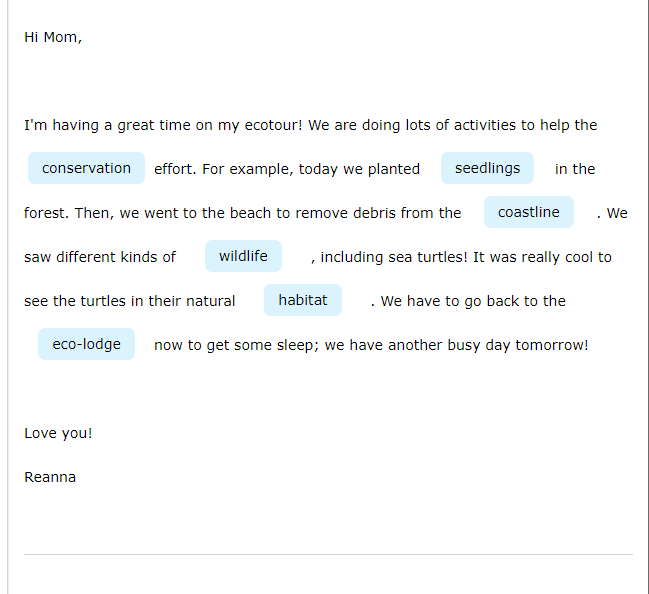 Hi Mom,
I'm having a great time on my ecotour! We are doing lots of activities to help the
conservation effort. For example, today we planted seedlings in the
forest. Then, we went to the beach to remove debris from the coastline . We
saw different kinds of wildlife , including sea turtles! It was really cool to
see the turtles in their natural habitat . We have to go back to the
eco-lodge now to get some sleep; we have another busy day tomorrow!
Love you!
Reanna